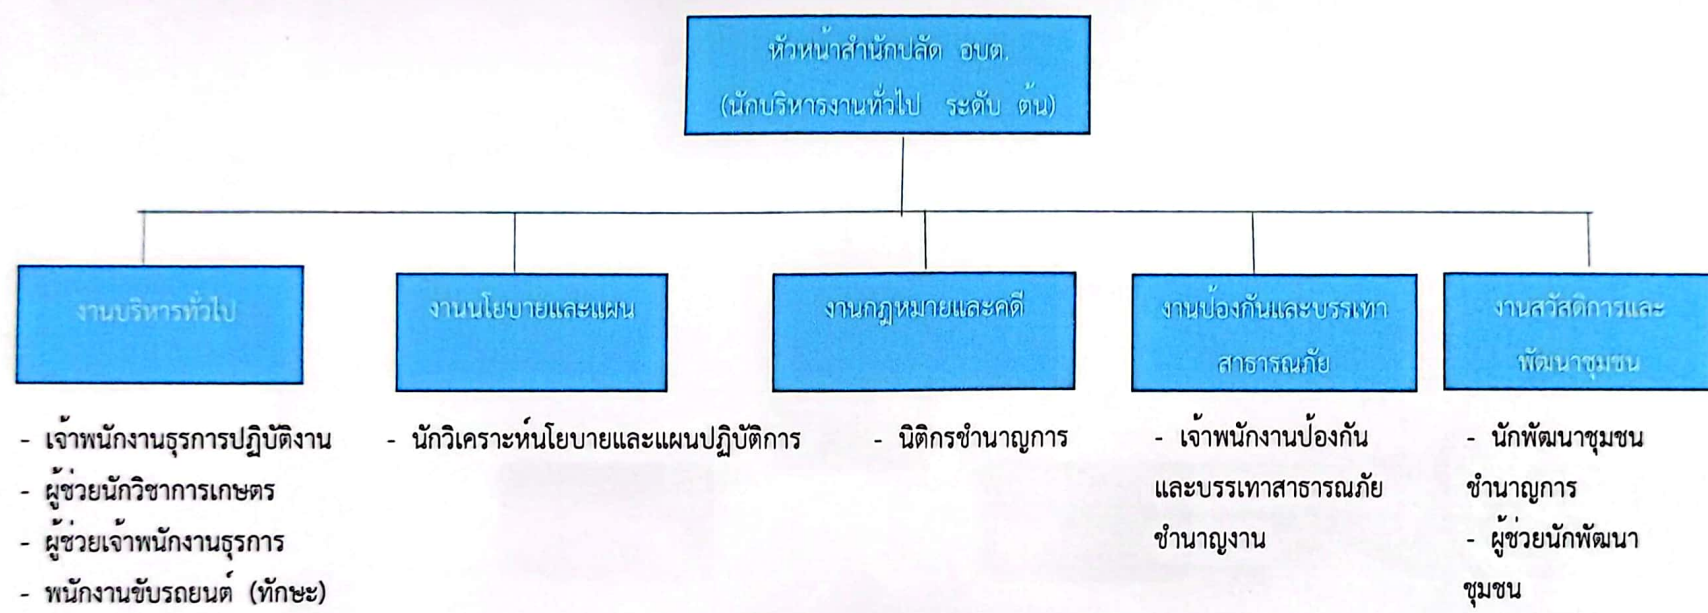 หัวหน้าสำนักปลัด อบต.
(นักบริหารงานทั่วไป ระดับ ต้น)
งานบริหารทั่วไป
- เจ้าพนักงานธุรการปฏิบัติงาน
- ผู้ช่วยนักวิชาการเกษตร
- ผู้ช่วยเจ้าพนักงานธุรการ
- พนักงานขับรถยนต์ (ทักษะ)
งานนโยบายและแผน
- นักวิเคราะห์นโยบายและแผนปฏิบัติการ
งานกฎหมายและคดี
- นิติกรชำนาญการ
งานป้องกันและบรรเทา
สาธารณภัย
- เจ้าพนักงานป้องกัน
และบรรเทาสาธารณภัย
ชำนาญงาน
งานสวัสดิการและ
พัฒนาชุมชน
- นักพัฒนาชุมชน
ชำนาญการ
- ผู้ช่วยนักพัฒนา
ชุมชน